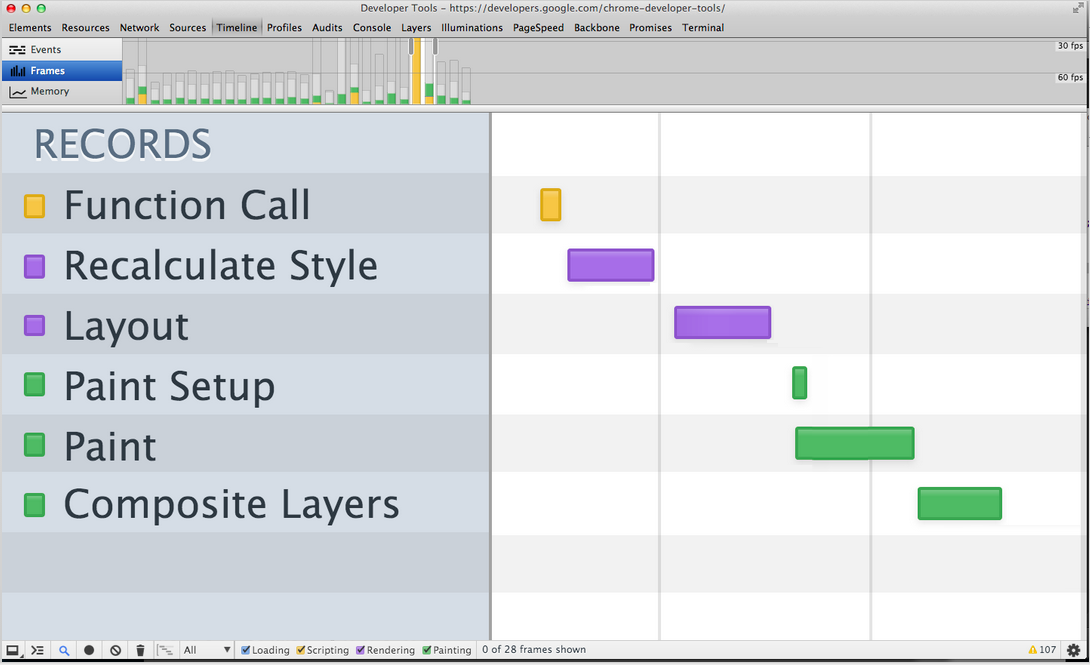 Developer Tools - https://developers.google.com/chrome-developer-tools/
Elements Resources Network Sources Timeline Profiles Audits Console Layers Illuminations PageSpeed Backbone Promises Terminal
Events
30 fps
Frames
60 fps
Memory
RECORDS
Function Call
Recalculate Style
Layout
Paint Setup
Paint
Composite Layers
All Loading Scripting Rendering Painting 0 of 28 frames shown 107